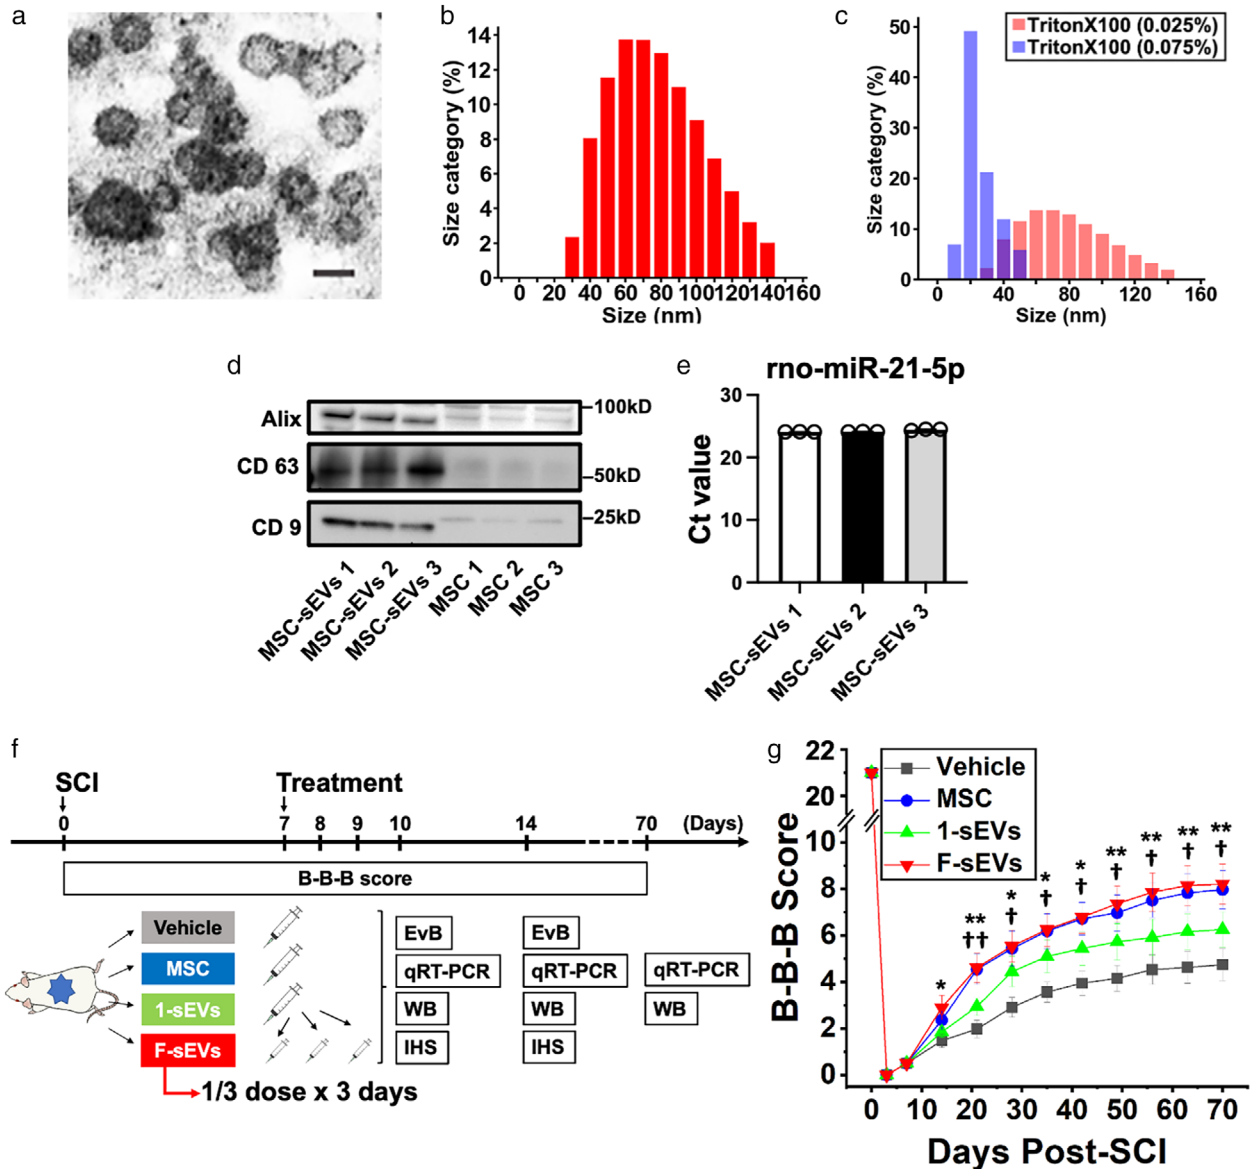 a
b
Size category (%)
14
12
10
8
6
4
2
0
0 20 40 60 80 100 120 140 160
Size (nm)
c
TritonX100 (0.025%)
TritonX100 (0.075%)
Size category (%)
50
40
30
20
10
0
0 40 80 120 160
Size (nm)
d
Alix
CD 63
CD 9
100kD
50kD
25kD
MSC-sEVs 1
MSC-sEVs 2
MSC-sEVs 3
MSC 1
MSC 2
MSC 3
e
rno-miR-21-5p
Ct value
30
20
10
0
MSC-sEVs 1
MSC-sEVs 2
MSC-sEVs 3
f
SCI Treatment
0 7 8 9 10 14 70 (Days)
B-B-B score
Vehicle
MSC
1-sEVs
F-sEVs
1/3 dose x 3 days
EvB EvB
qRT-PCR qRT-PCR qRT-PCR
WB WB WB
IHS IHS
g
Vehicle
MSC
1-sEVs
F-sEVs
B-B-B Score
22
20
10
8
6
4
2
0
* ** * * * ** ** ** **
†† † † † † † † †
0 10 20 30 40 50 60 70
Days Post-SCI